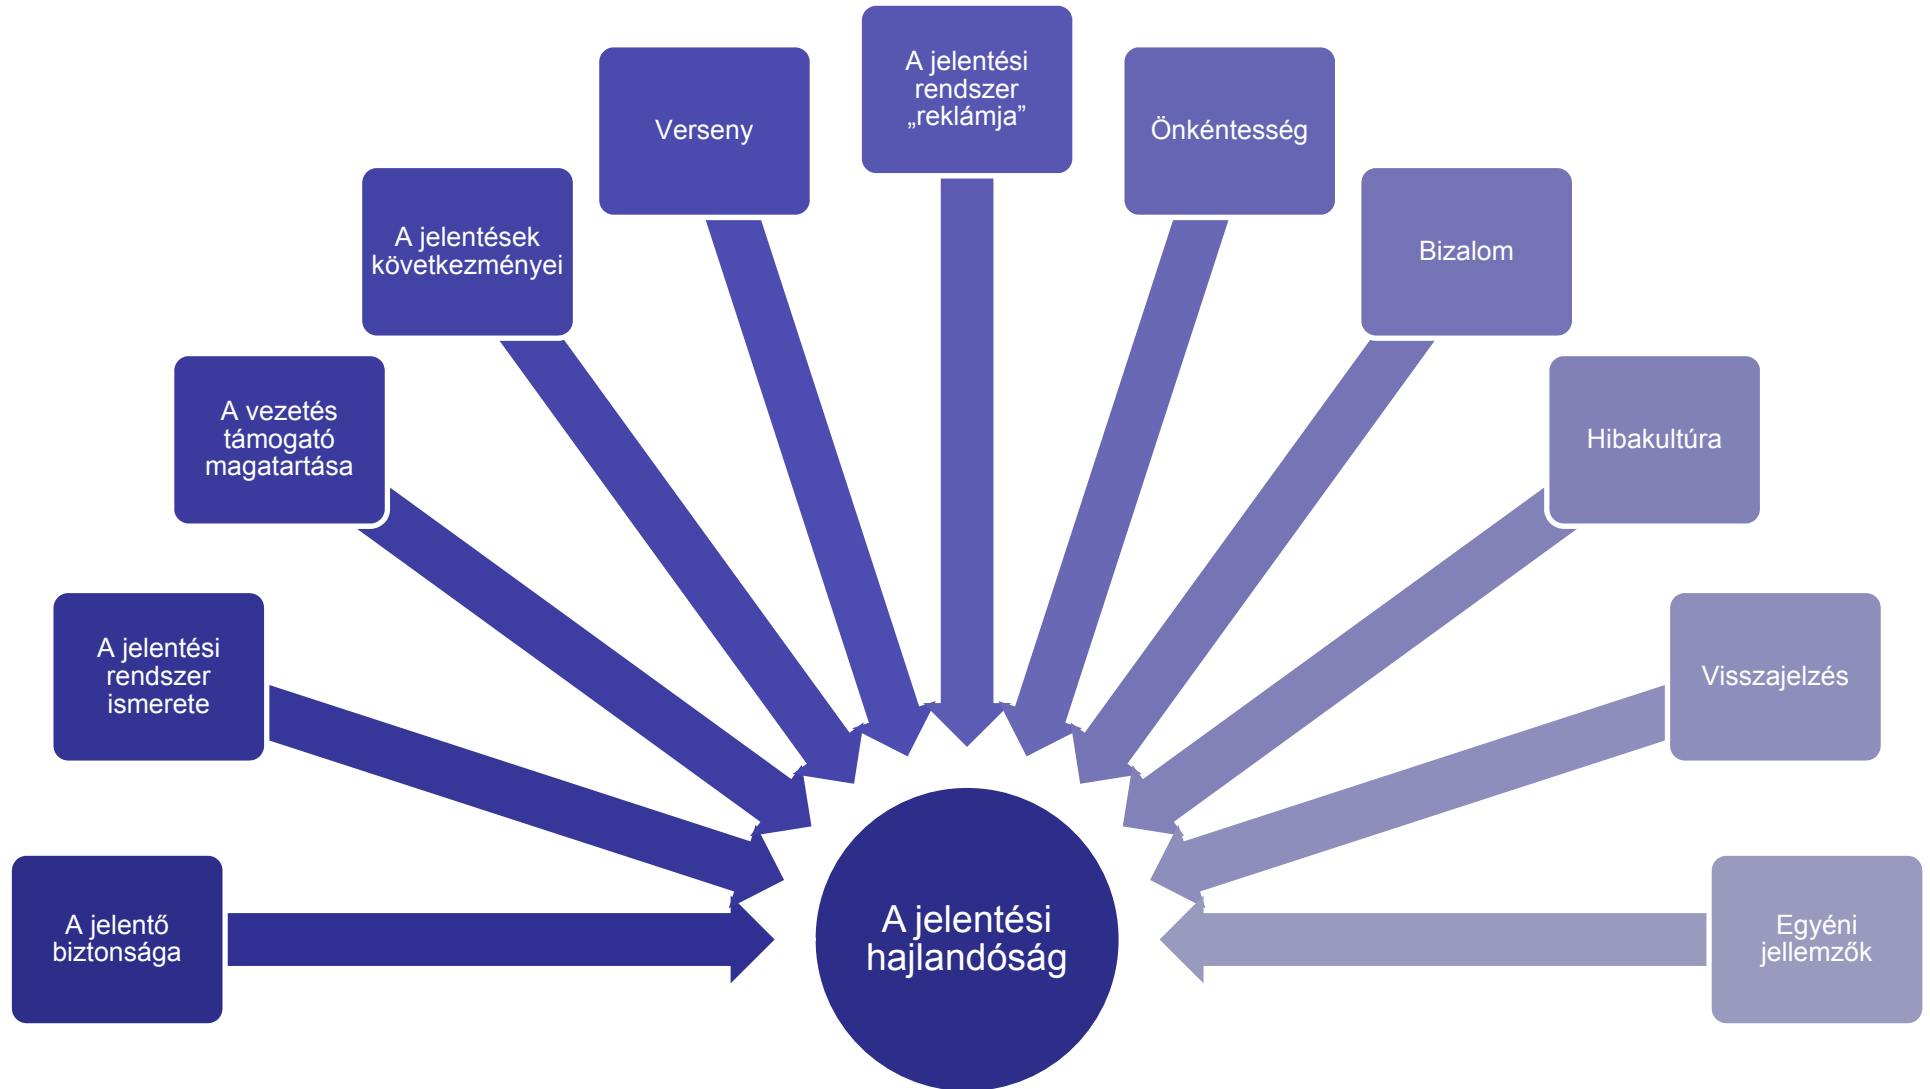 A jelentő
biztonsága
A jelentési
rendszer
ismerete
A vezetés
támogató
magatartása
A jelentések
következményei
Verseny
A jelentési
rendszer
„reklámja”
Önkéntesség
Bizalom
Hibakultúra
Visszajelzés
Egyéni
jellemzők
A jelentési
hajlandóság